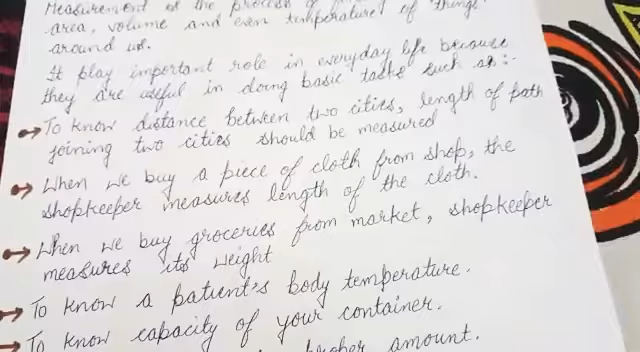 Measurement is the process of
area, volume and even temperature of things
around us.
It play important role in everyday life because
they are useful in doing basic tasks such as :-
To know distance between two cities, length of path
joining two cities should be measured
When we buy a piece of cloth from shop, the
shopkeeper measures length of the cloth.
When we buy groceries from market, shopkeeper
measures its weight
To know a patient's body temperature.
To know capacity of your container.
proper amount.